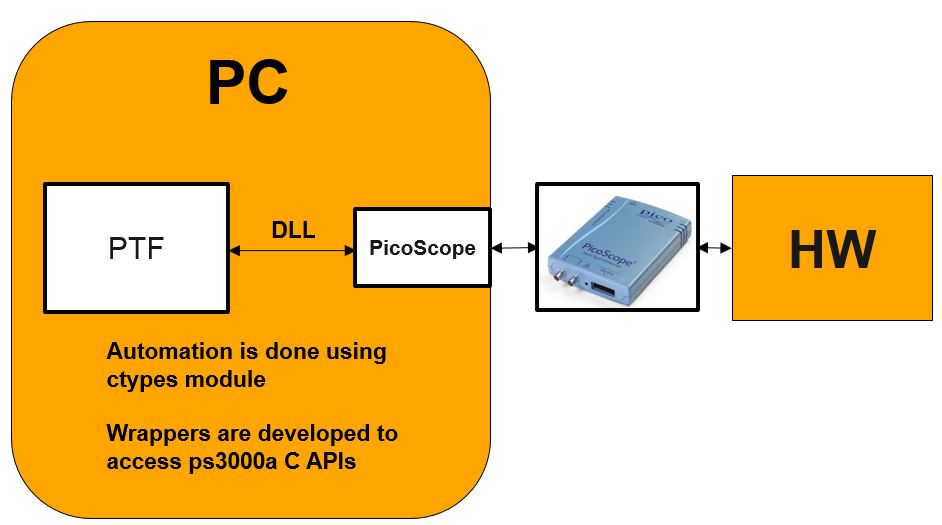 PC
PTF
DLL
PicoScope
pico
PicoScope
HW
Automation is done using
ctypes module
Wrappers are developed to
access ps3000a C APIs